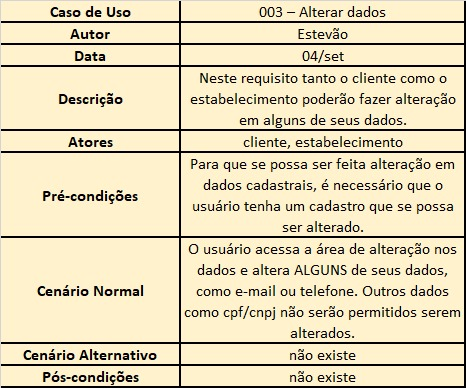 Caso de Uso 003 – Alterar dados
Autor Estevão
Data 04/set
Descrição
Neste requisito tanto o cliente como o
estabelecimento poderão fazer alteração
em alguns de seus dados.
Atores cliente, estabelecimento
Pré-condições
Para que se possa ser feita alteração em
dados cadastrais, é necessário que o
usuário tenha um cadastro que se possa
ser alterado.
Cenário Normal
O usuário acessa a área de alteração nos
dados e altera ALGUNS de seus dados,
como e-mail ou telefone. Outros dados
como cpf/cnpj não serão permitidos serem
alterados.
Cenário Alternativo não existe
Pós-condições não existe